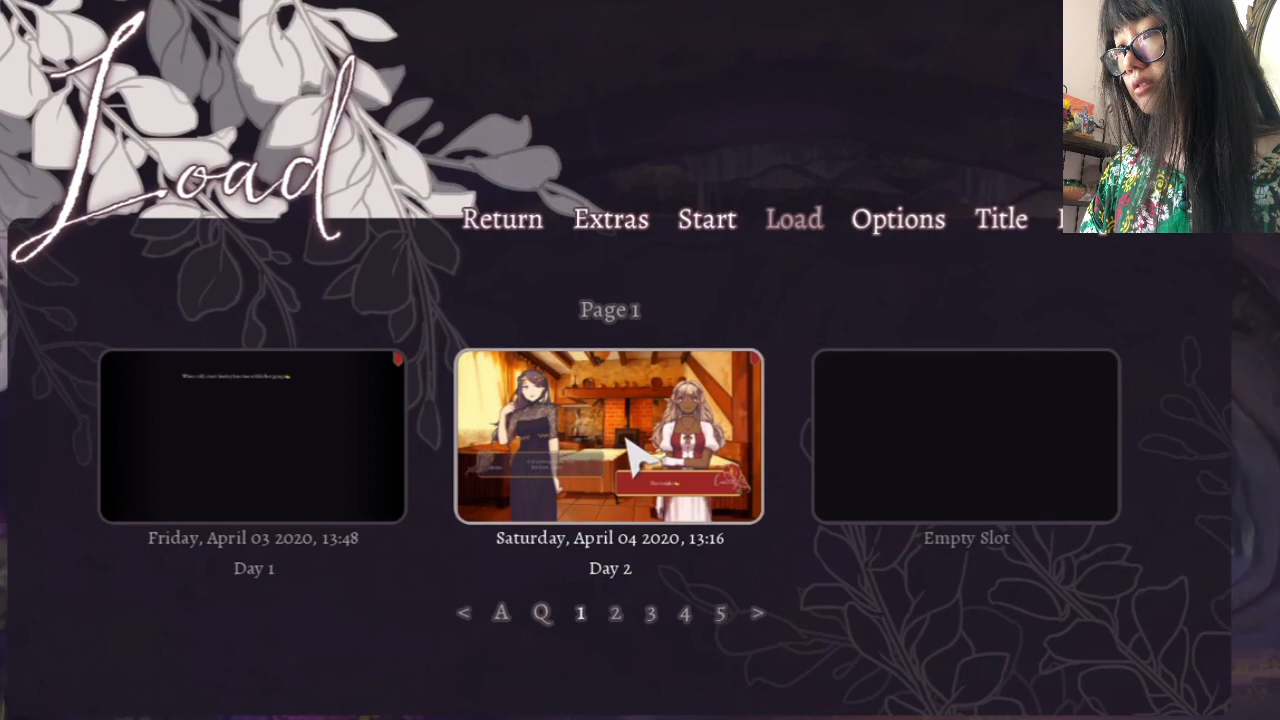 Load
Return Extras Start Load Options Title
Page 1
Friday, April 03 2020, 13:48
Day 1
Saturday, April 04 2020, 13:16
Day 2
Empty Slot
< A Q 1 2 3 4 5 >